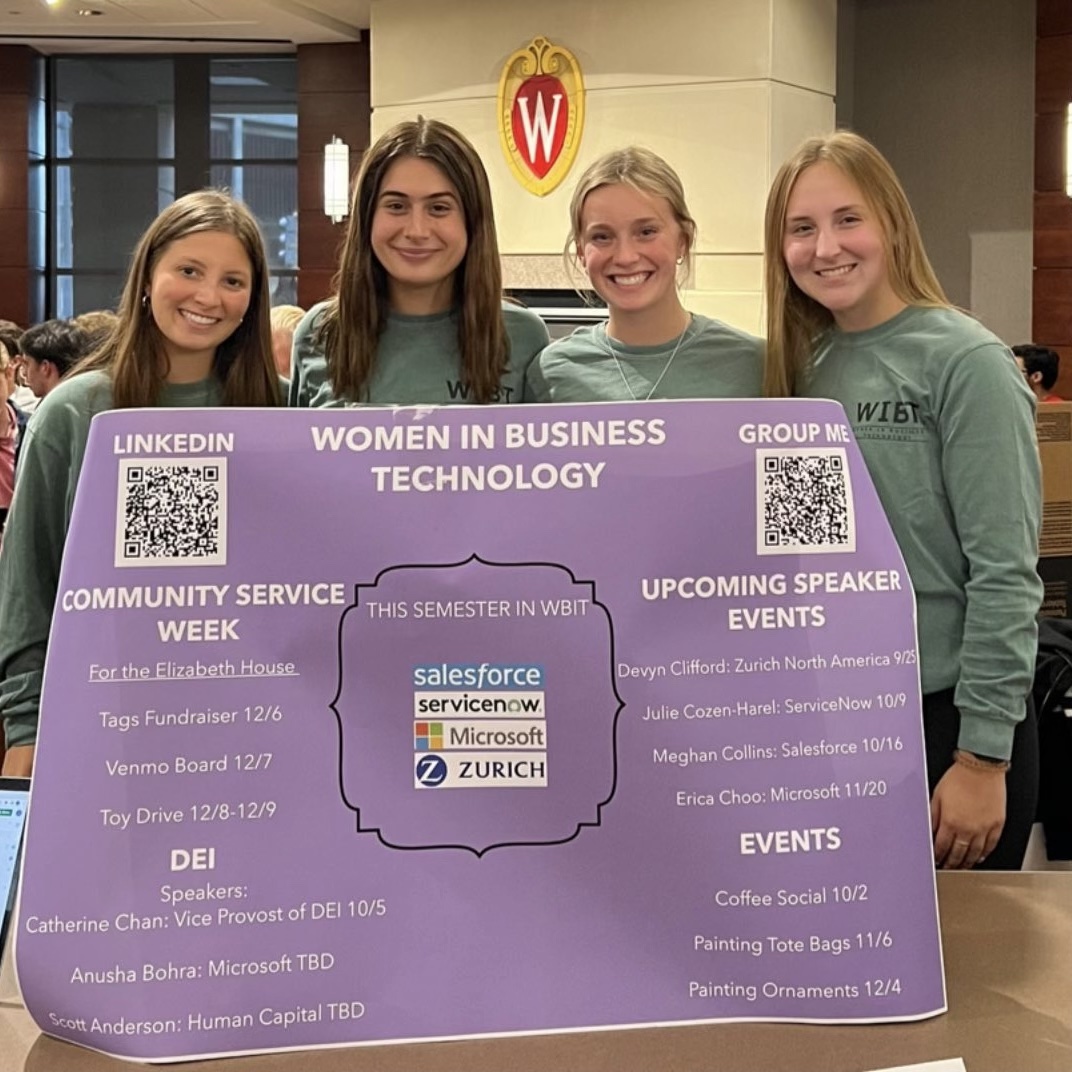 W
WIBT
WIBT
LINKEDIN
WOMEN IN BUSINESS
TECHNOLOGY
GROUP ME
COMMUNITY SERVICE
WEEK
For the Elizabeth House
Tags Fundraiser 12/6
Venmo Board 12/7
Toy Drive 12/8-12/9
DEI
Speakers:
Catherine Chan: Vice Provost of DEI 10/5
Anusha Bohra: Microsoft TBD
Scott Anderson: Human Capital TBD
THIS SEMESTER IN WBIT
salesforce
servicenow
Microsoft
ZURICH
UPCOMING SPEAKER
EVENTS
Devyn Clifford: Zurich North America 9/25
Julie Cozen-Harel: ServiceNow 10/9
Meghan Collins: Salesforce 10/16
Erica Choo: Microsoft 11/20
EVENTS
Coffee Social 10/2
Painting Tote Bags 11/6
Painting Ornaments 12/4